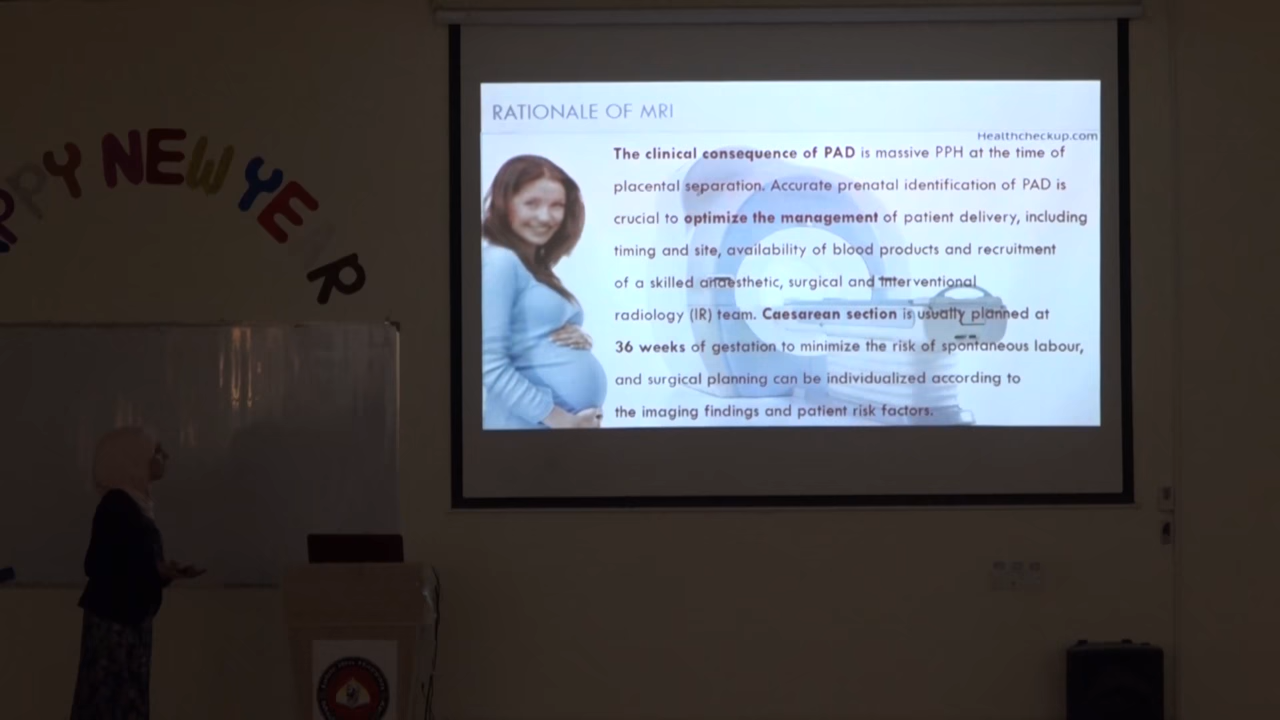 PPY NEW YEAR
RATIONALE OF MRI
Healthcheckup.com
The clinical consequence of PAD is massive PPH at the time of
placental separation. Accurate prenatal identification of PAD is
crucial to optimize the management of patient delivery, including
timing and site, availability of blood products and recruitment
of a skilled anaesthetic, surgical and interventional
radiology (IR) team. Caesarean section is usually planned at
36 weeks of gestation to minimize the risk of spontaneous labour,
and surgical planning can be individualized according to
the imaging findings and patient risk factors.